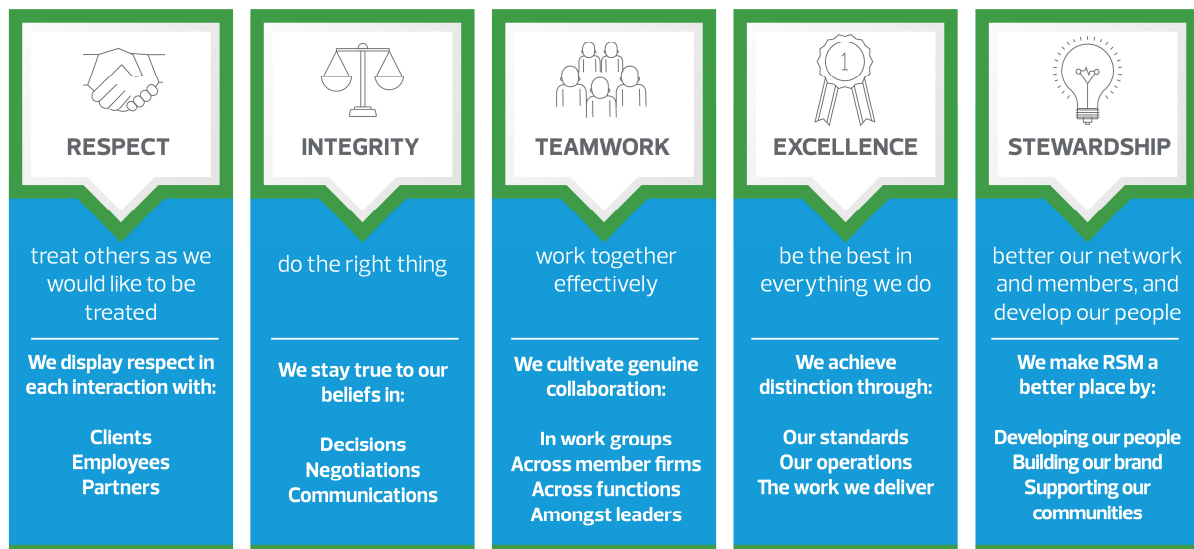 RESPECT
treat others as we
would like to be
treated
We display respect in
each interaction with:
Clients
Employees
Partners
INTEGRITY
do the right thing
We stay true to our
beliefs in:
Decisions
Negotiations
Communications
TEAMWORK
work together
effectively
We cultivate genuine
collaboration:
In work groups
Across member firms
Across functions
Amongst leaders
1
EXCELLENCE
be the best in
everything we do
We achieve
distinction through:
Our standards
Our operations
The work we deliver
STEWARDSHIP
better our network
and members, and
develop our people
We make RSM a
better place by:
Developing our people
Building our brand
Supporting our
communities